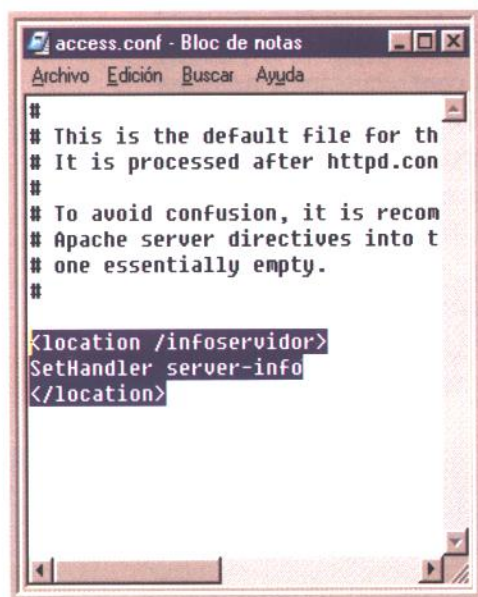 access.conf - Bloc de notas
Archivo Edición Buscar Ayuda
#
# This is the default file for th
# It is processed after httpd.con
#
# To avoid confusion, it is recom
# Apache server directives into t
# one essentially empty.
#
<location /infoservidor>
SetHandler server-info
</location>